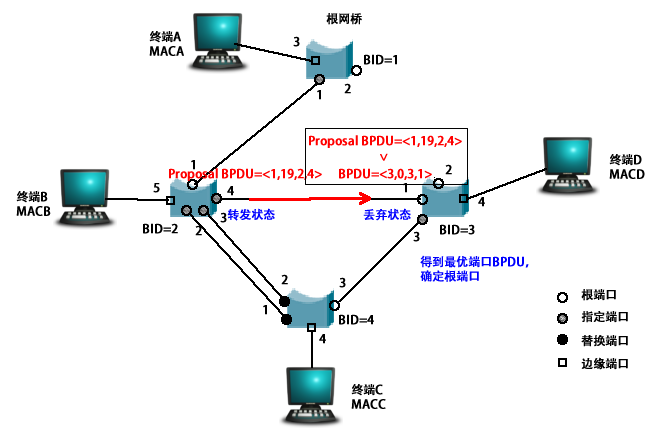 根网桥
终端A
MACA
3
BID=1
1
2
Proposal BPDU=<1,19,2,4>
∨
BPDU=<3,0,3,1>
1
Proposal BPDU=<1,19,2,4>
终端D
MACD
终端B
MACB
5
4
3
2
BID=2
转发状态
丢弃状态
1
2
4
3
BID=3
得到最优端口BPDU,
确定根端口
2
1
3
BID=4
4
终端C
MACC
根端口
指定端口
替换端口
边缘端口